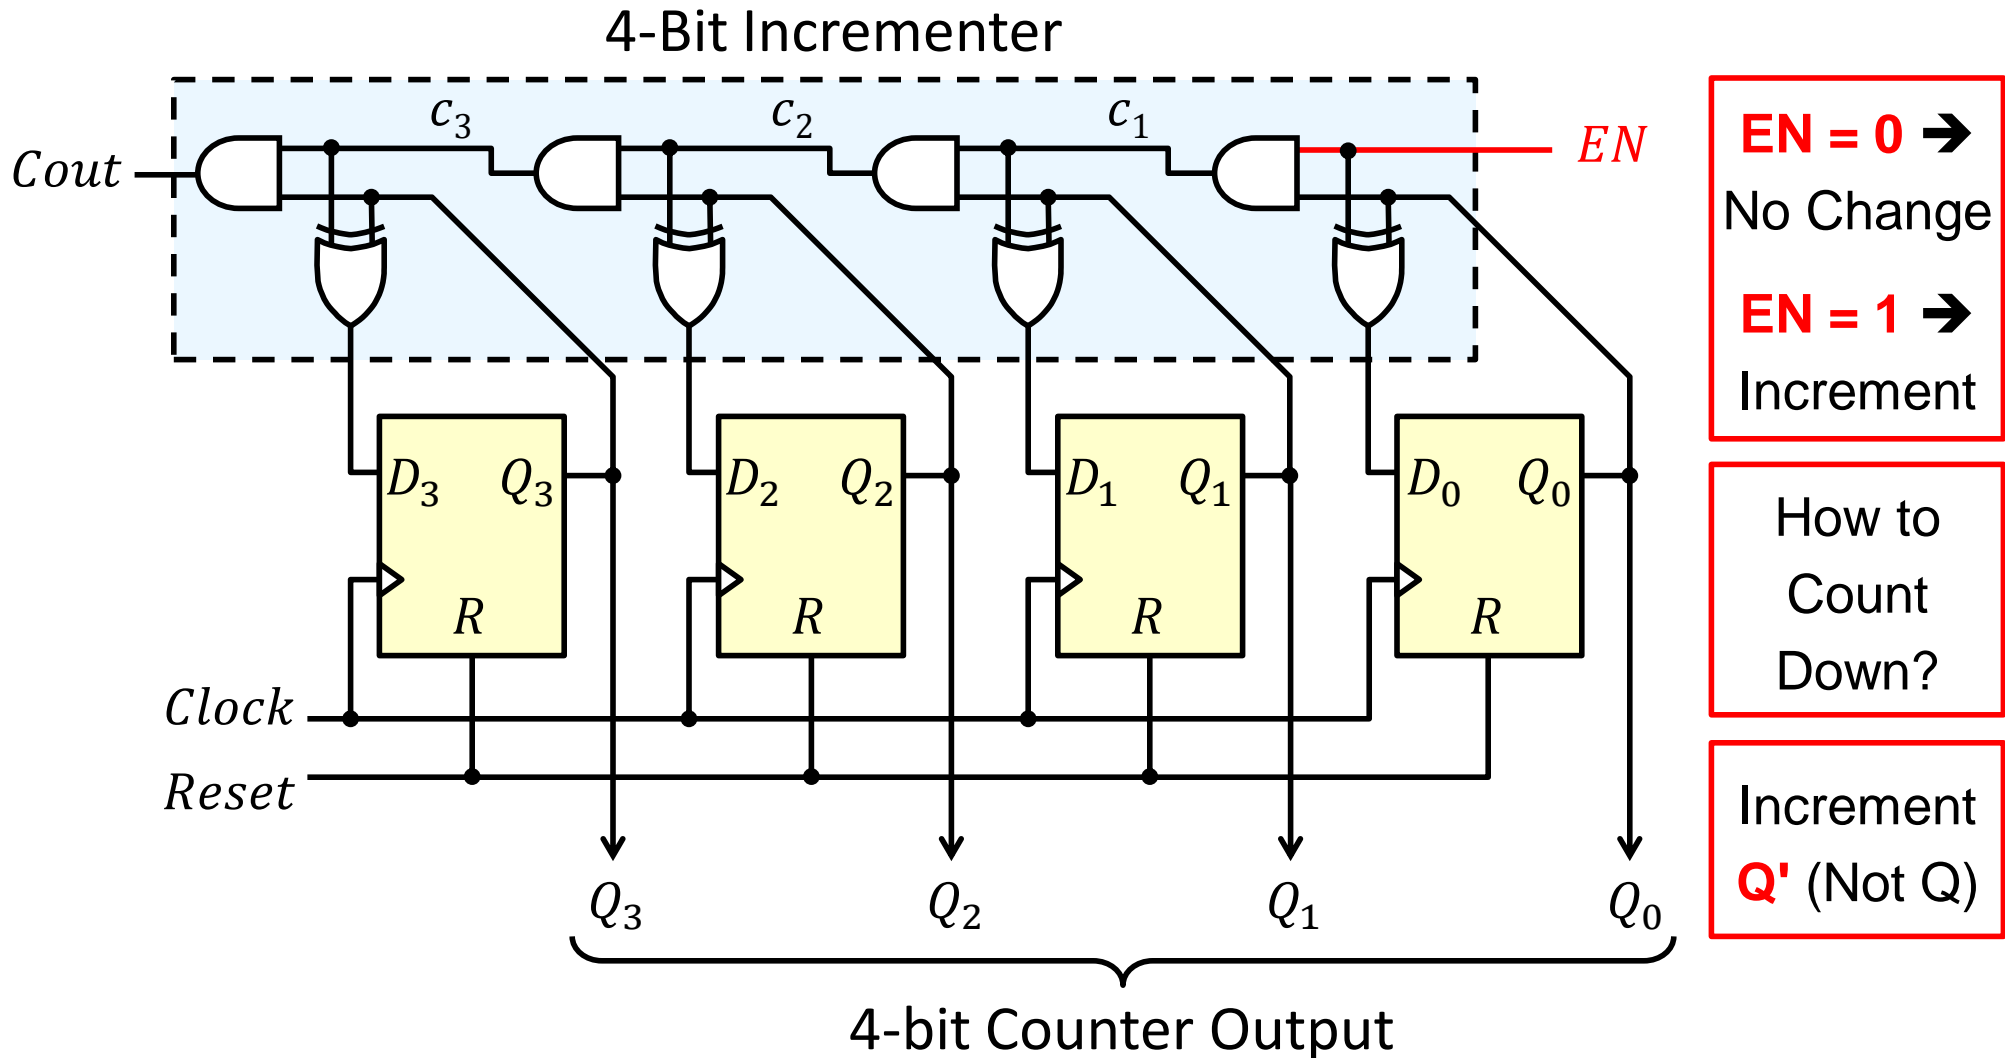 4-Bit Incrementer
c₃ c₂ c₁
Cout
EN
D₃ Q₃ D₂ Q₂ D₁ Q₁ D₀ Q₀
R R R R
Clock
Reset
Q₃ Q₂ Q₁ Q₀
4-bit Counter Output
EN = 0 ➔
No Change
EN = 1 ➔
Increment
How to
Count
Down?
Increment
Q' (Not Q)